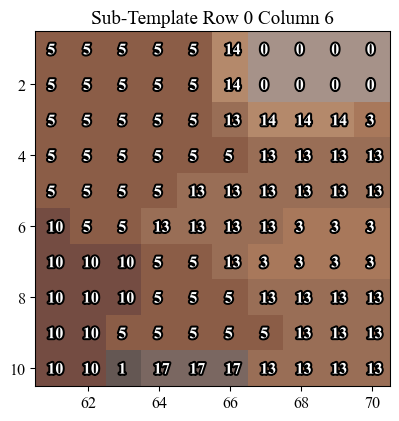 Sub-Template Row 0 Column 6
5 5 5 5 5 14 0 0 0 0
2 5 5 5 5 5 14 0 0 0 0
5 5 5 5 5 13 14 14 14 3
4 5 5 5 5 5 5 13 13 13 13
5 5 5 5 13 13 13 13 13 13
6 10 5 5 13 13 13 13 3 3 3
10 10 10 5 5 13 3 3 3 3
8 10 10 10 5 5 5 13 13 13 13
10 10 5 5 5 5 5 13 13 13
10 10 10 1 17 17 17 13 13 13 13
62 64 66 68 70